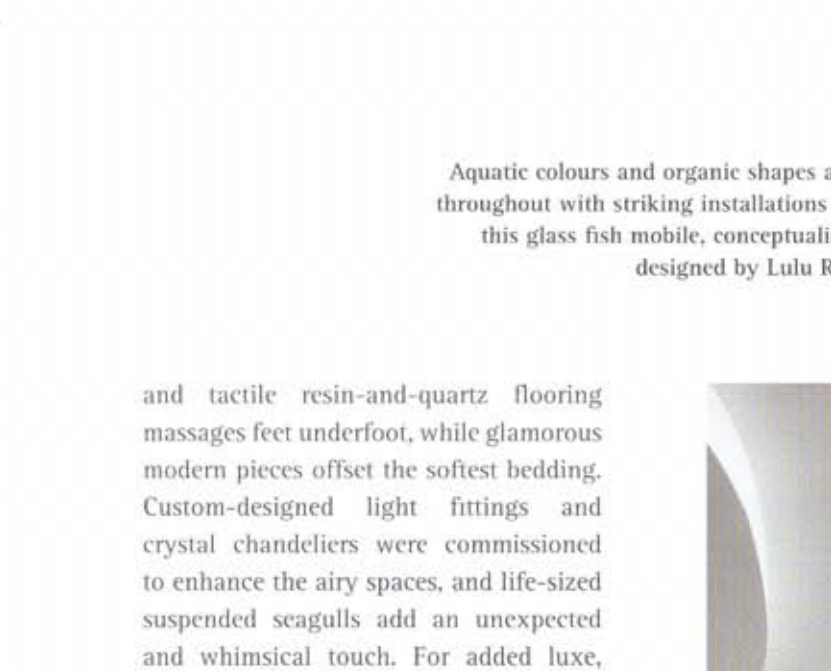 Aquatic colours and organic shapes
throughout with striking installations
this glass fish mobile,
designed by Lulu
and tactile resin-and-quartz flooring
massages feet underfoot, while glamorous
modern pieces offset the softest bedding.
Custom-designed light fittings and
crystal chandeliers were commissioned
to enhance the airy spaces, and life-sized
suspended seagulls add an unexpected
and whimsical touch. For added luxe,